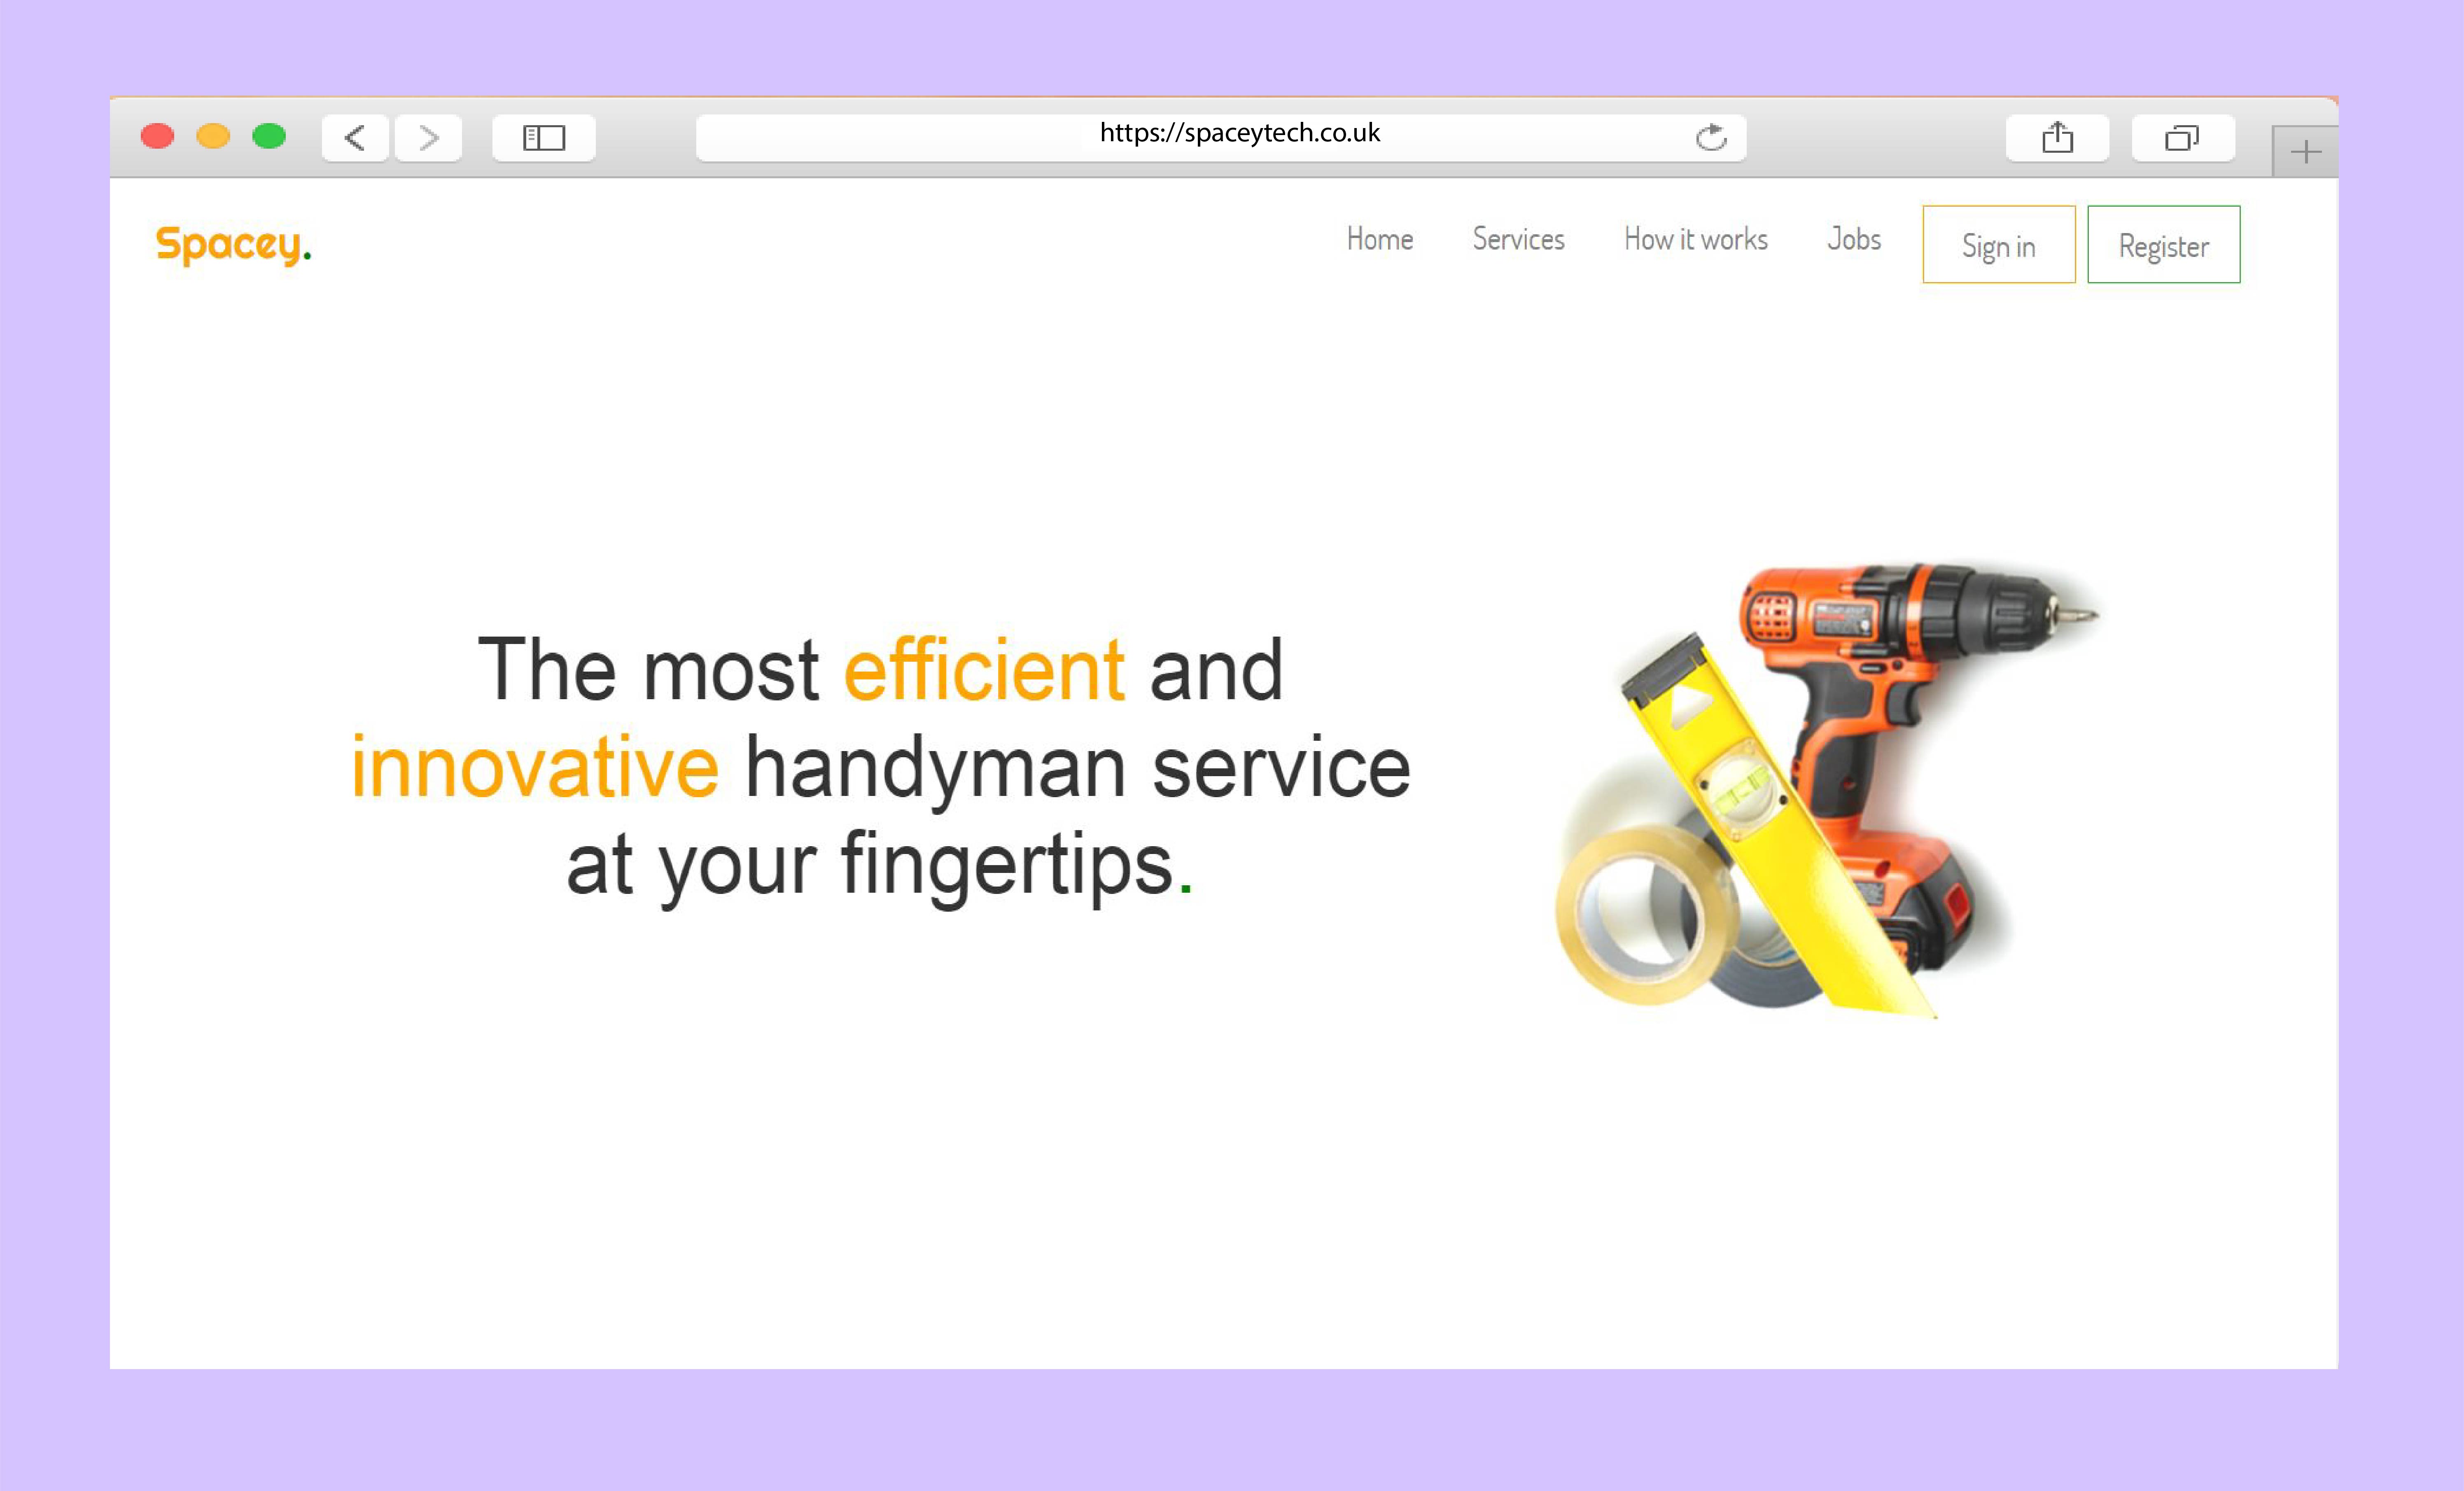 https://spaceytech.co.uk
Spacey.
Home Services How it works Jobs Sign in Register
The most efficient and
innovative handyman service
at your fingertips.